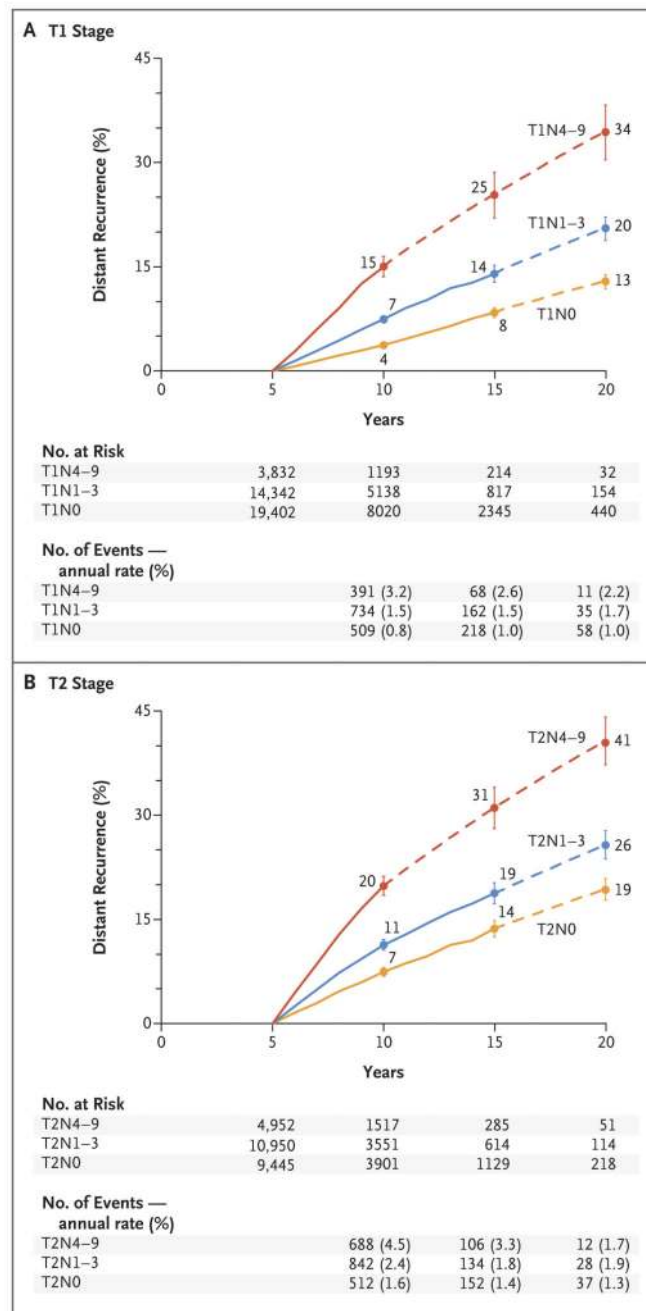 A T1 Stage
45
30
15
0
Distant Recurrence (%)
T1N4–9
34
25
15
T1N1–3
20
14
7
13
T1N0
8
4
0 5 10 15 20
Years
No. at Risk
T1N4–9 3,832 1193 214 32
T1N1–3 14,342 5138 817 154
T1N0 19,402 8020 2345 440
No. of Events —
annual rate (%)
T1N4–9 391 (3.2) 68 (2.6) 11 (2.2)
T1N1–3 734 (1.5) 162 (1.5) 35 (1.7)
T1N0 509 (0.8) 218 (1.0) 58 (1.0)
B T2 Stage
45
30
15
0
Distant Recurrence (%)
T2N4–9
41
31
20
T2N1–3
26
19
11
19
14
T2N0
7
0 5 10 15 20
Years
No. at Risk
T2N4–9 4,952 1517 285 51
T2N1–3 10,950 3551 614 114
T2N0 9,445 3901 1129 218
No. of Events —
annual rate (%)
T2N4–9 688 (4.5) 106 (3.3) 12 (1.7)
T2N1–3 842 (2.4) 134 (1.8) 28 (1.9)
T2N0 512 (1.6) 152 (1.4) 37 (1.3)